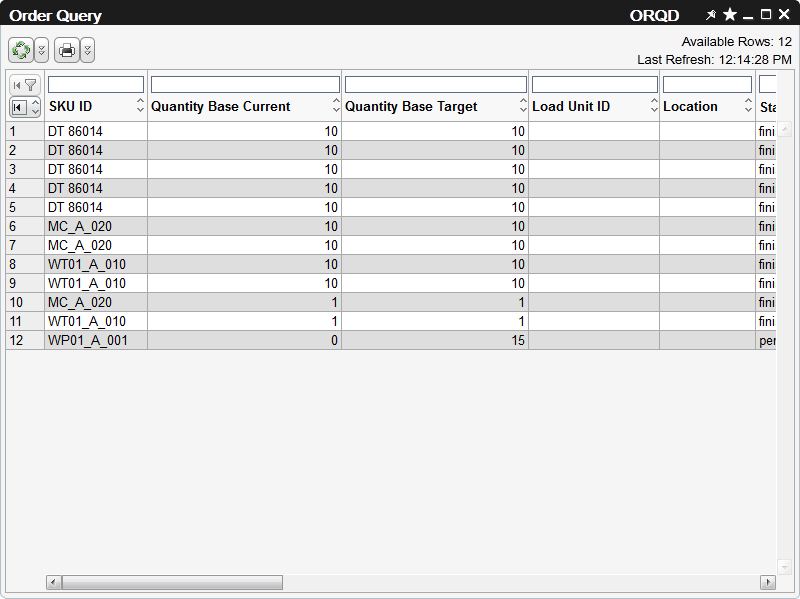 Order Query ORQD
Available Rows: 12
Last Refresh: 12:14:28 PM
SKU ID Quantity Base Current Quantity Base Target Load Unit ID Location Sta
1 DT 86014 10 10 fini
2 DT 86014 10 10 fini
3 DT 86014 10 10 fini
4 DT 86014 10 10 fini
5 DT 86014 10 10 fini
6 MC_A_020 10 10 fini
7 MC_A_020 10 10 fini
8 WT01_A_010 10 10 fini
9 WT01_A_010 10 10 fini
10 MC_A_020 1 1 fini
11 WT01_A_010 1 1 fini
12 WP01_A_001 0 15 per